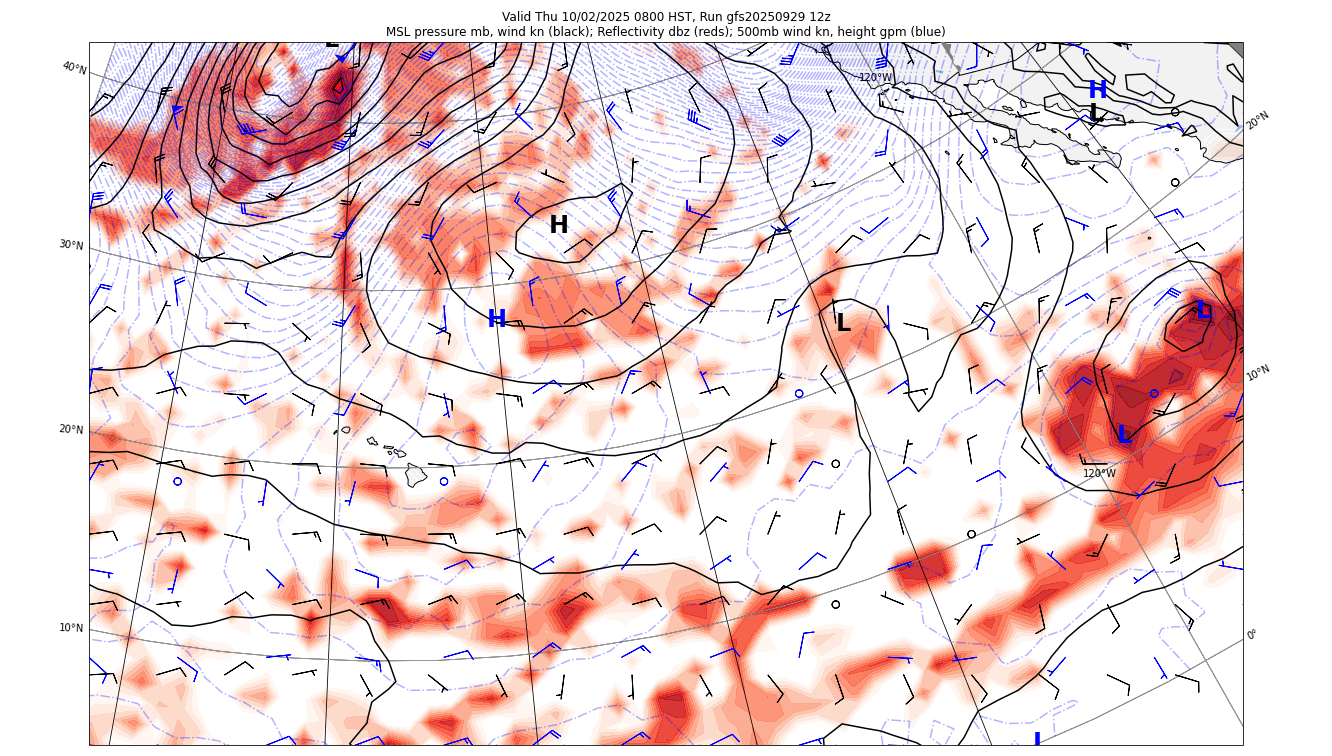 Valid Thu 10/02/2025 0800 HST, Run gfs20250929 12z
MSL pressure mb, wind kn (black); Reflectivity dbz (reds); 500mb wind kn, height gpm (blue)
L
40°N
120°W
H
L
20°N
H
30°N
H
L
L
10°N
20°N
L
120°W
10°N
0°
L